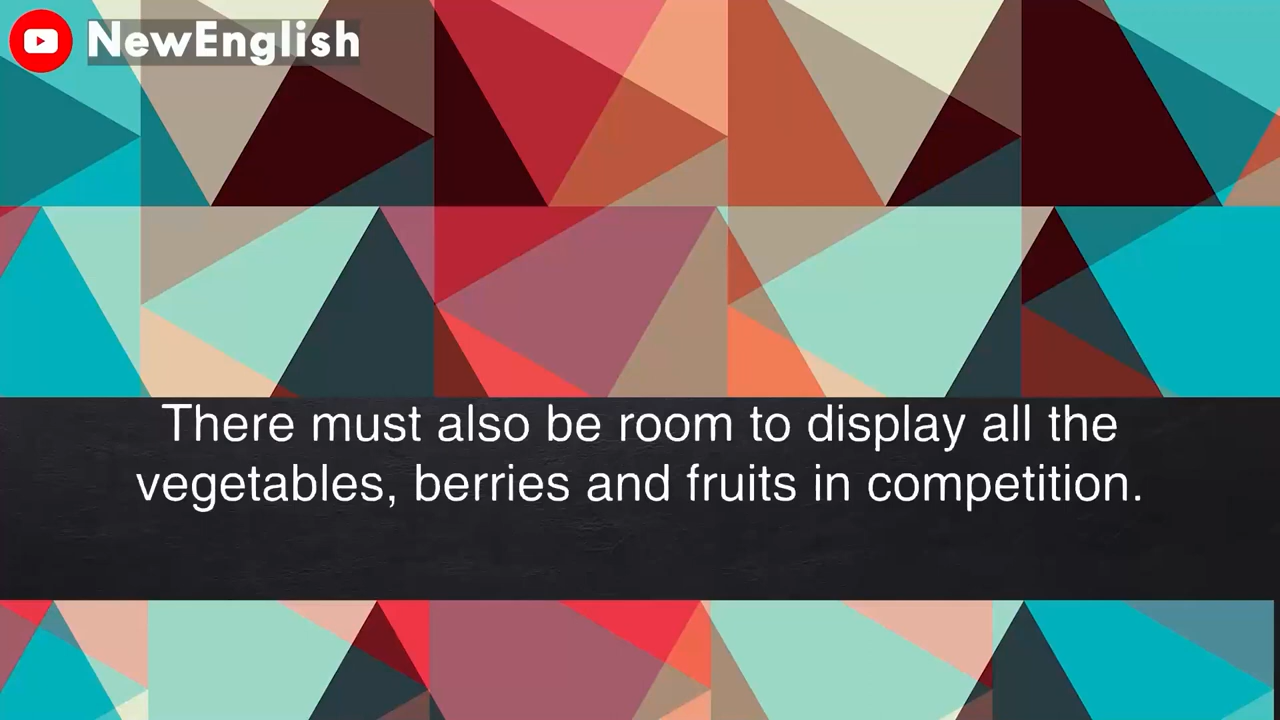 NewEnglish
There must also be room to display all the
vegetables, berries and fruits in competition.